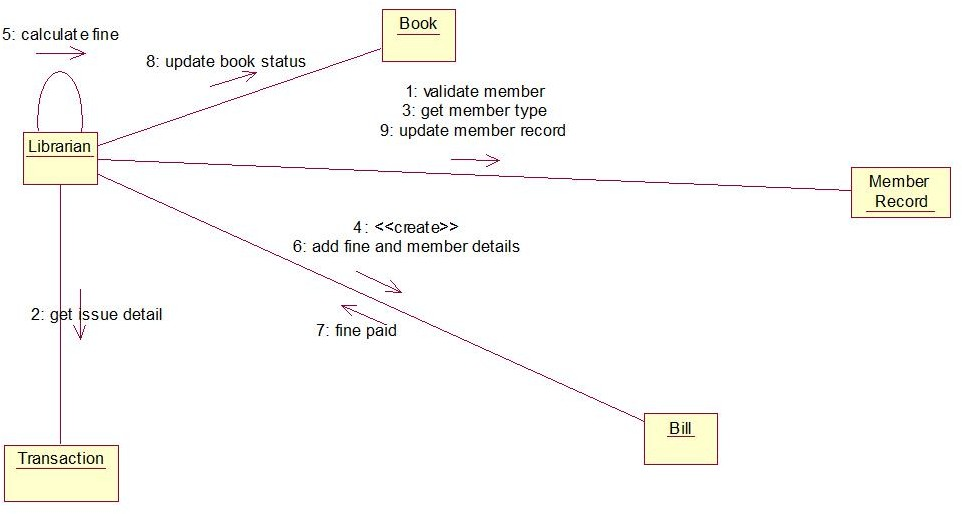 Book
5: calculate fine
8: update book status
1: validate member
3: get member type
9: update member record
Librarian
Member
Record
4: <<create>>
6: add fine and member details
2: get issue detail
7: fine paid
Bill
Transaction